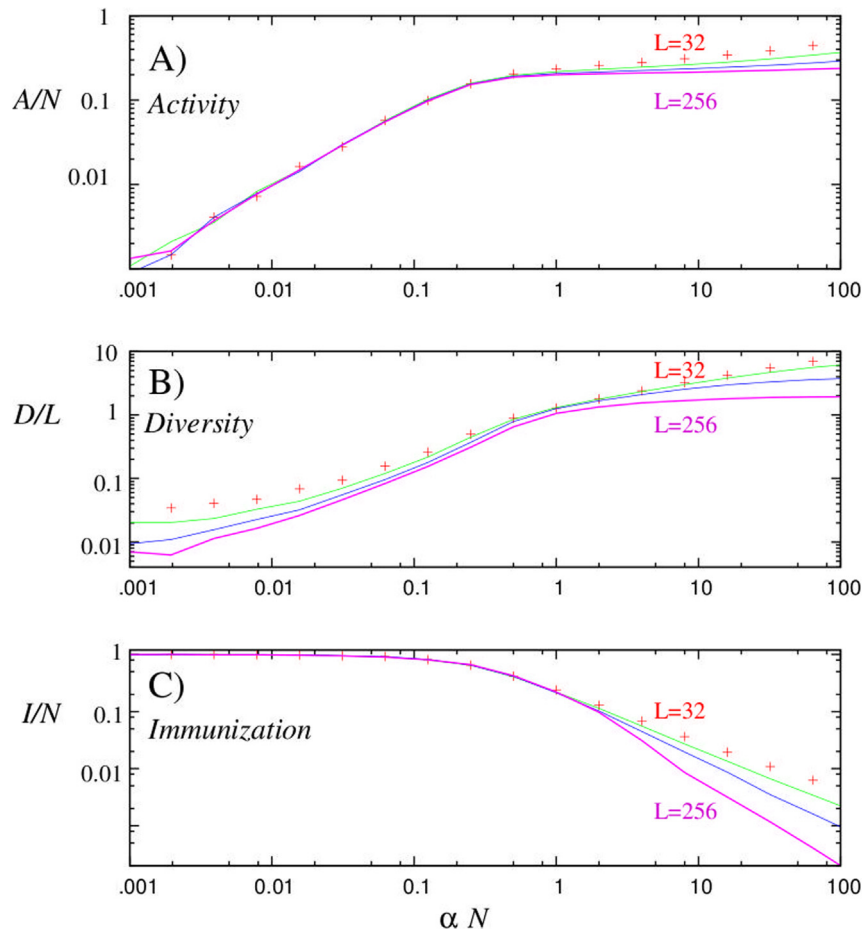 1
A)
L=32
A/N
0.1
Activity
L=256
0.01
.001 0.01 0.1 1 10 100
10
B)
L=32
D/L
1
Diversity
L=256
0.1
0.01
.001 0.01 0.1 1 10 100
1
C)
I/N
0.1
L=32
Immunization
0.01
L=256
.001 0.01 0.1 1 10 100
α N